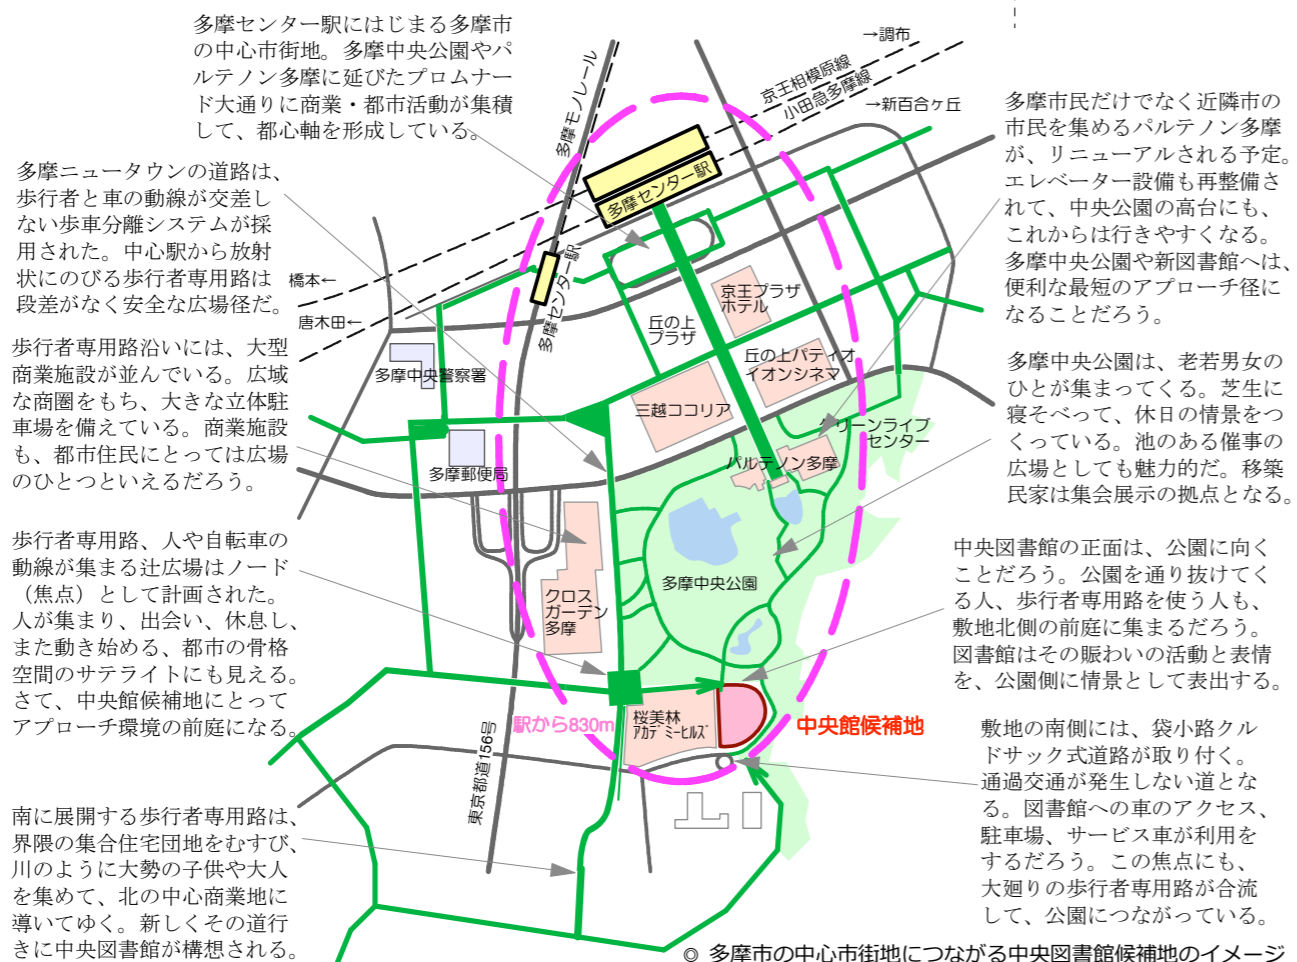 多摩センター駅にはじまる多摩市
の中心市街地。多摩中央公園やパ
ルテノン多摩に延びたプロムナー
ド大通りに商業・都市活動が集積
して、都心軸を形成している。
多摩ニュータウンの道路は、
歩行者と車の動線が交差し
ない歩車分離システムが採
用された。中心駅から放射
状にのびる歩行者専用路は
段差がなく安全な広場径だ。
歩行者専用路沿いには、大型
商業施設が並んでいる。広域
な商圏をもち、大きな立体駐
車場を備えている。商業施設
も、都市住民にとっては広場
のひとつといえるだろう。
歩行者専用路、人や自転車の
動線が集まる辻広場はノード
（焦点）として計画された。
人が集まり、出会い、休息し、
また動き始める、都市の骨格
空間のサテライトにも見える。
さて、中央館候補地にとって
アプローチ環境の前庭になる。
南に展開する歩行者専用路は、
界隈の集合住宅団地をむすび、
川のように大勢の子供や大人
を集めて、北の中心商業地に
導いてゆく。新しくその道行
きに中央図書館が構想される。
多摩モノレール
→調布
京王相模原線
小田急多摩線
→新百合ヶ丘
多摩センター駅
多摩センター駅
橋本←
唐木田←
京王プラザ
ホテル
丘の上
プラザ
丘の上パティオ
イオンシネマ
多摩中央警察署
三越ココリア
グリーンライブ
センター
多摩郵便局
パルテノン多摩
多摩中央公園
クロス
ガーデン
多摩
駅から830m
桜美林
アカデミーヒルズ
中央館候補地
東京都道156号
多摩市民だけでなく近隣市の
市民を集めるパルテノン多摩
が、リニューアルされる予定。
エレベーター設備も再整備さ
れて、中央公園の高台にも、
これからは行きやすくなる。
多摩中央公園や新図書館へは、
便利な最短のアプローチ径に
なることだろう。
多摩中央公園は、老若男女の
ひとが集まってくる。芝生に
寝そべって、休日の情景をつ
くっている。池のある催事の
広場としても魅力的だ。移築
民家は集会展示の拠点となる。
中央図書館の正面は、公園に向く
ことだろう。公園を通り抜けてく
る人、歩行者専用路を使う人も、
敷地北側の前庭に集まるだろう。
図書館はその賑わいの活動と表情
を、公園側に情景として表出する。
敷地の南側には、袋小路クル
ドサック式道路が取り付く。
通過交通が発生しない道とな
る。図書館への車のアクセス、
駐車場、サービス車が利用を
するだろう。この焦点にも、
大廻りの歩行者専用路が合流
して、公園につながっている。
◎ 多摩市の中心市街地につながる中央図書館候補地のイメージ